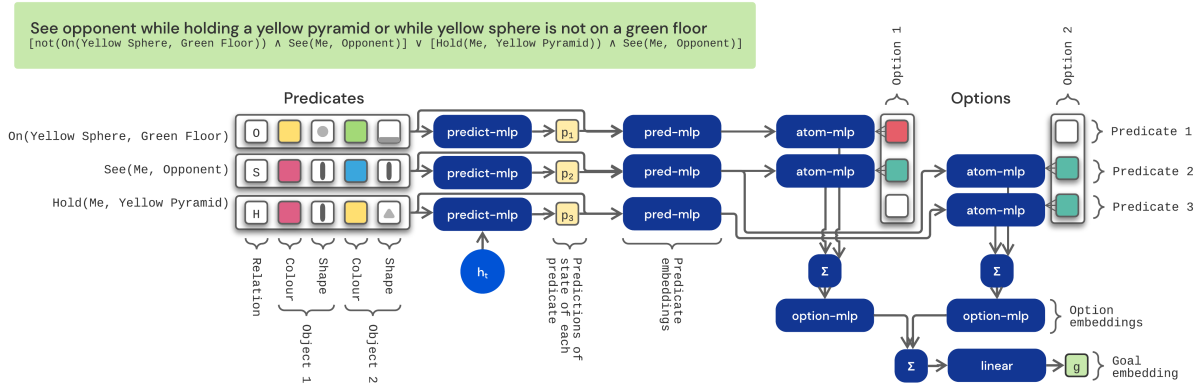 See opponent while holding a yellow pyramid or while yellow sphere is not on a green floor
[not(On(Yellow Sphere, Green Floor)) ∧ See(Me, Opponent)] ∨ [Hold(Me, Yellow Pyramid)) ∧ See(Me, Opponent)]
Predicates
Option 1
Options
Option 2
On(Yellow Sphere, Green Floor)
O
predict-mlp
p₁
pred-mlp
atom-mlp
Predicate 1
See(Me, Opponent)
S
predict-mlp
p₂
pred-mlp
atom-mlp
atom-mlp
Predicate 2
Hold(Me, Yellow Pyramid)
H
predict-mlp
p₃
pred-mlp
atom-mlp
Predicate 3
Relation
Colour
Shape
Colour
Shape
Object 1
Object 2
hₜ
Predictions of
state of each
predicate
Predicate
embeddings
Σ
Σ
option-mlp
option-mlp
Option
embeddings
Σ
linear
g
Goal
embedding